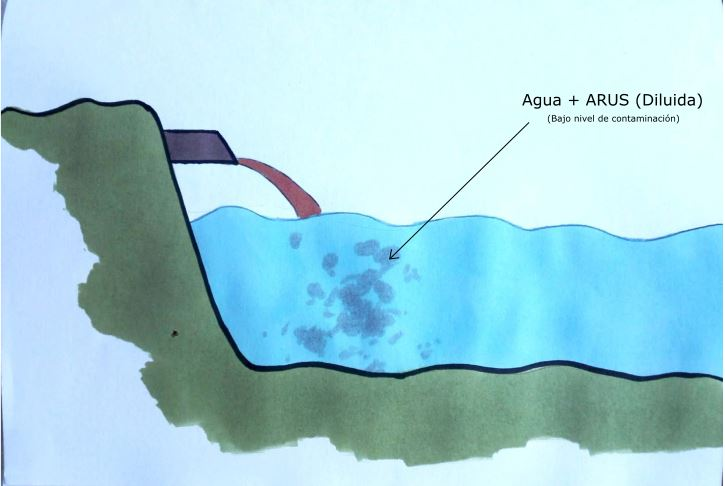 Agua + ARUS (Diluida)
(Bajo nivel de contaminación)